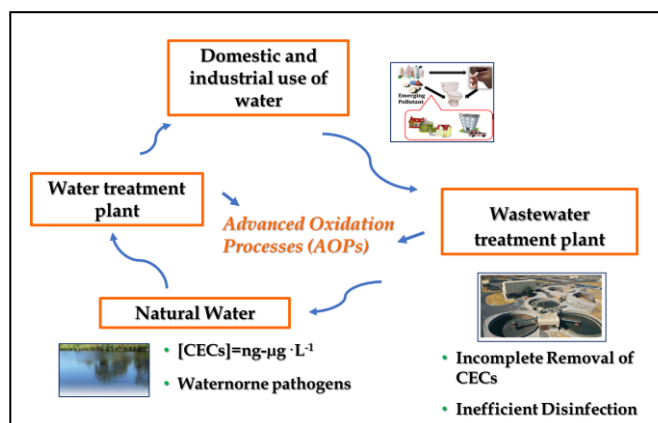 Domestic and
industrial use of
water
Emerging
Pollutant
Water treatment
plant
Advanced Oxidation
Processes (AOPs)
Wastewater
treatment plant
Natural Water
• [CECs]=ng-µg ·L-1
• Waternorne pathogens
• Incomplete Removal of
CECs
• Inefficient Disinfection